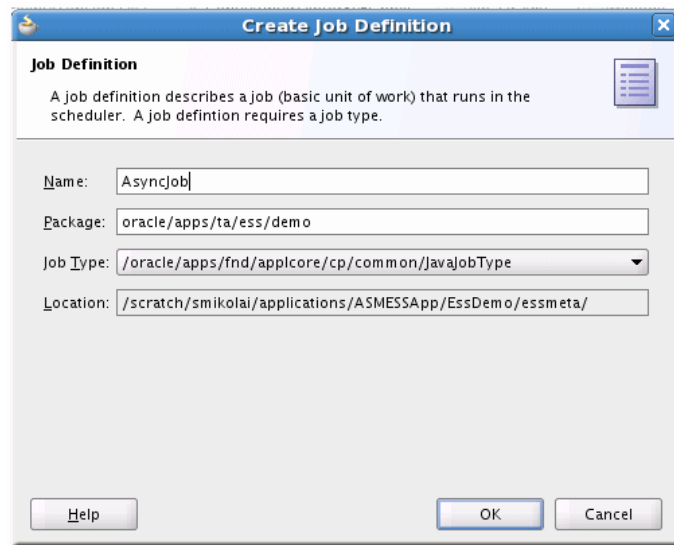 Create Job Definition
Job Definition
A job definition describes a job (basic unit of work) that runs in the
scheduler. A job defintion requires a job type.
Name: AsyncJob
Package: oracle/apps/ta/ess/demo
Job Type: /oracle/apps/fnd/applcore/cp/common/JavaJobType
Location: /scratch/smikolai/applications/ASMESSApp/EssDemo/essmeta/
Help OK Cancel